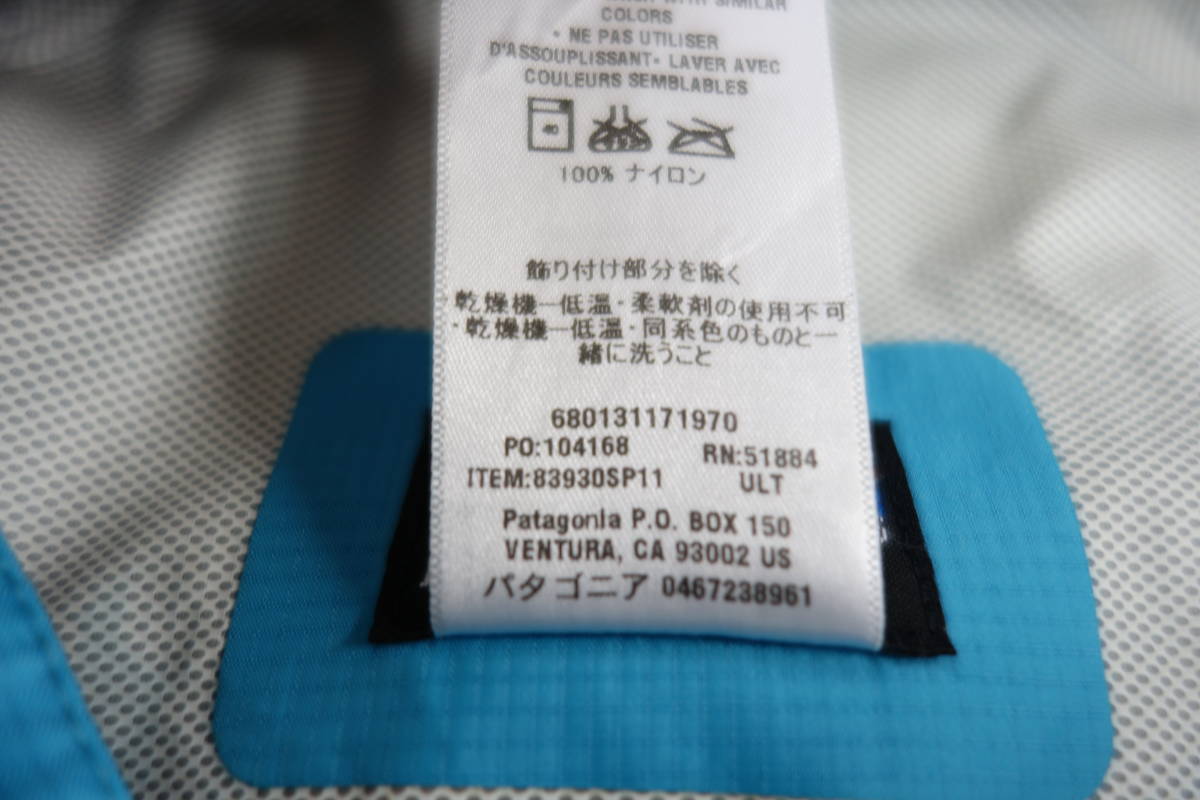 WITH SIMILAR
COLORS
• NE PAS UTILISER
D'ASSOUPLISSANT• LAVER AVEC
COULEURS SEMBLABLES
40
100% ナイロン
飾り付け部分を除く
乾燥機―低温・柔軟剤の使用不可
・乾燥機―低温・同系色のものと一
緒に洗うこと
680131171970
PO:104168 RN:51884
ITEM:83930SP11 ULT
Patagonia P.O. BOX 150
VENTURA, CA 93002 US
パタゴニア 0467238961